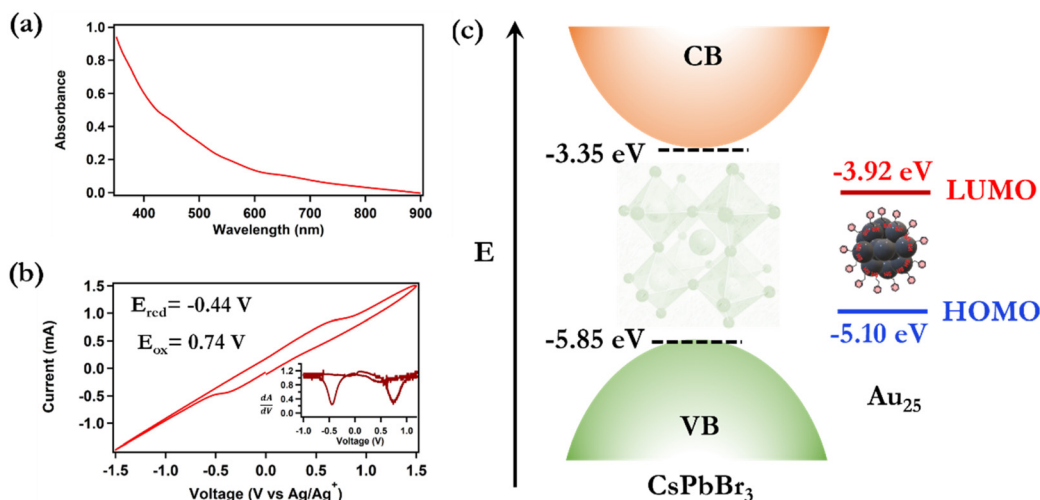 (a)
1.0
0.8
0.6
0.4
0.2
0.0
Absorbance
400 500 600 700 800 900
Wavelength (nm)
(b)
1.5
1.0
0.5
0.0
-0.5
-1.0
Current (mA)
E_red= -0.44 V
E_ox= 0.74 V
1.2
0.8
0.4
0.0
dA
dV
-1.0 -0.5 0.0 0.5 1.0
Voltage (V)
-1.5 -1.0 -0.5 0.0 0.5 1.0 1.5
Voltage (V vs Ag/Ag⁺)
(c)
E
CB
-3.35 eV
-5.85 eV
VB
CsPbBr₃
-3.92 eV
LUMO
HOMO
-5.10 eV
Au₂₅